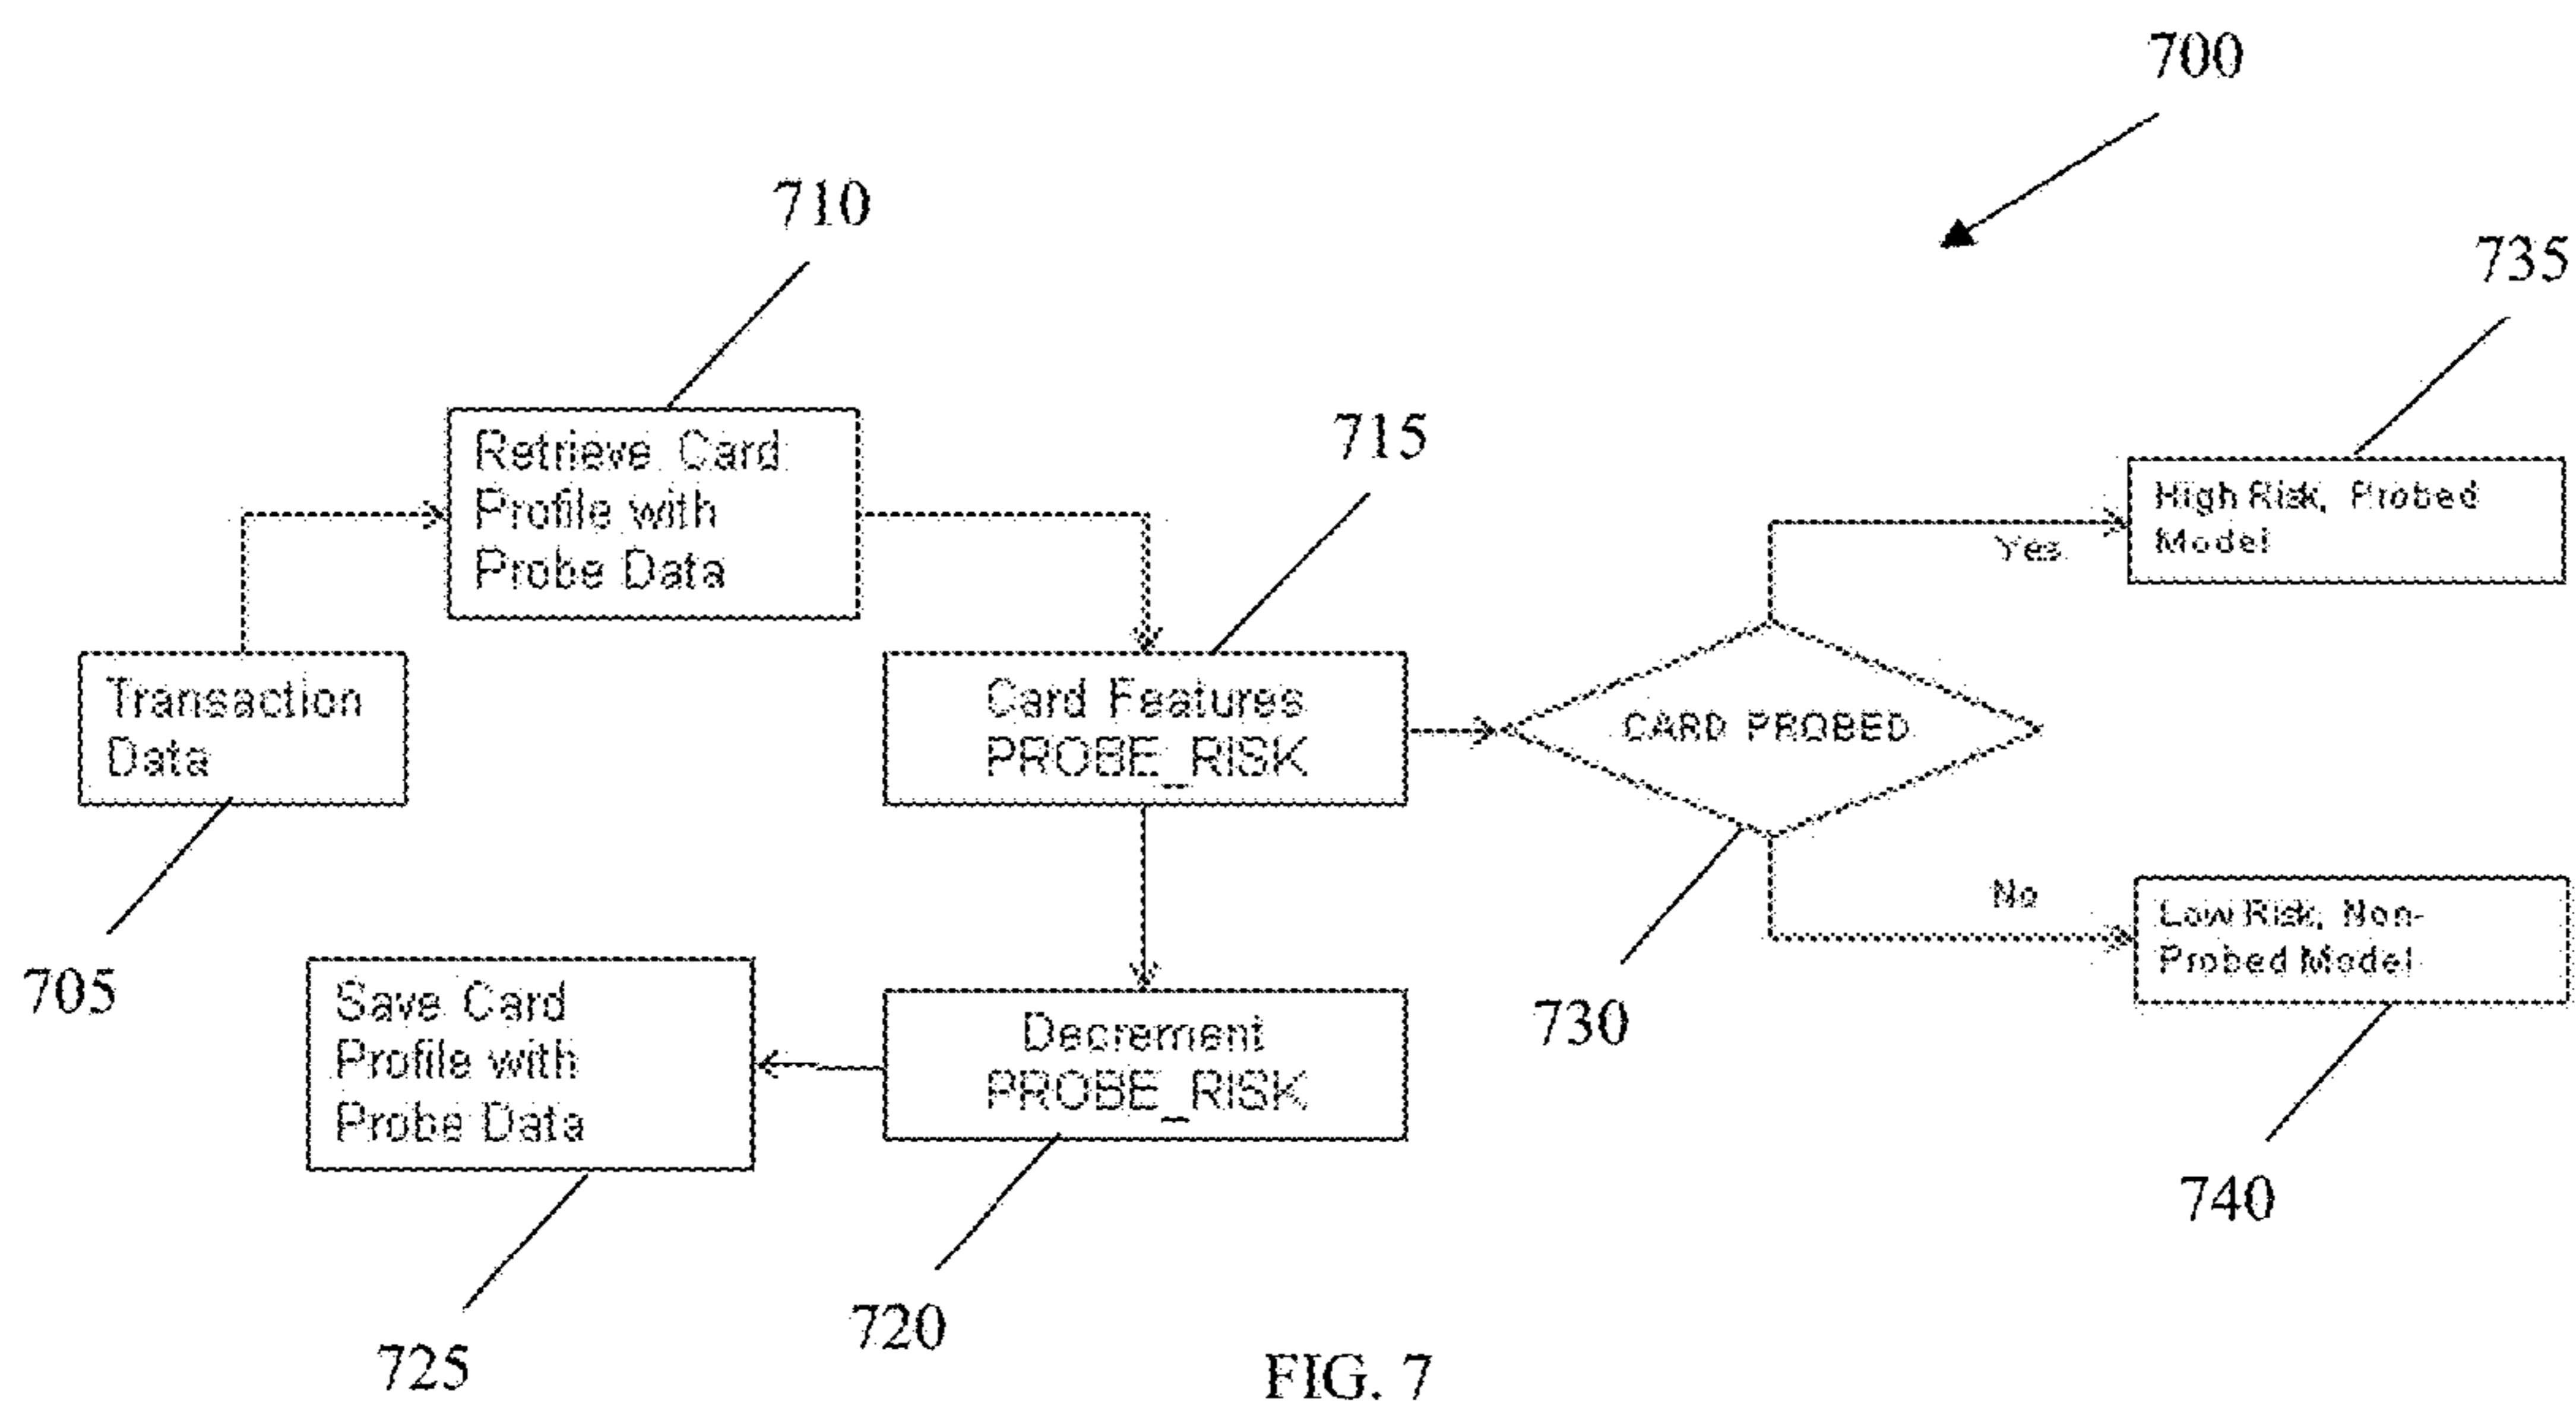 700
710
735
715
Retrieve Card
Profile with
Probe Data
High Risk, Probed
Model
Yes
Transaction
Data
Card Features
PROBE_RISK
CARD PROBED
No
Low Risk, Non-
Probed Model
705
Save Card
Profile with
Probe Data
Decrement
PROBE_RISK
730
740
720
725
FIG. 7